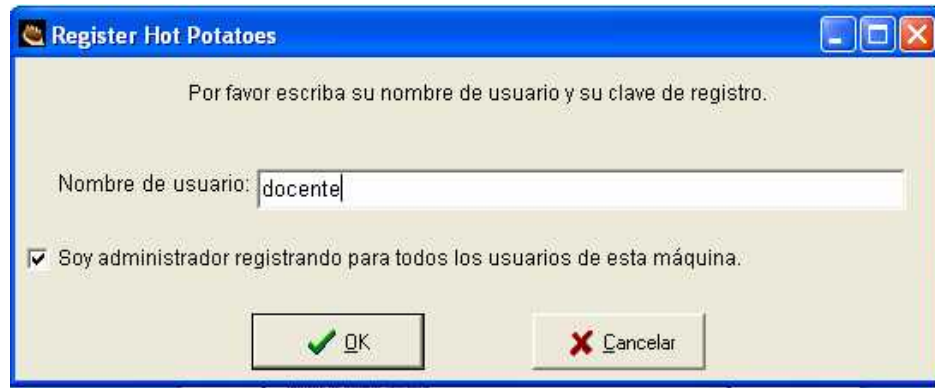 Register Hot Potatoes
Por favor escriba su nombre de usuario y su clave de registro.
Nombre de usuario: docente
Soy administrador registrando para todos los usuarios de esta máquina.
OK Cancelar